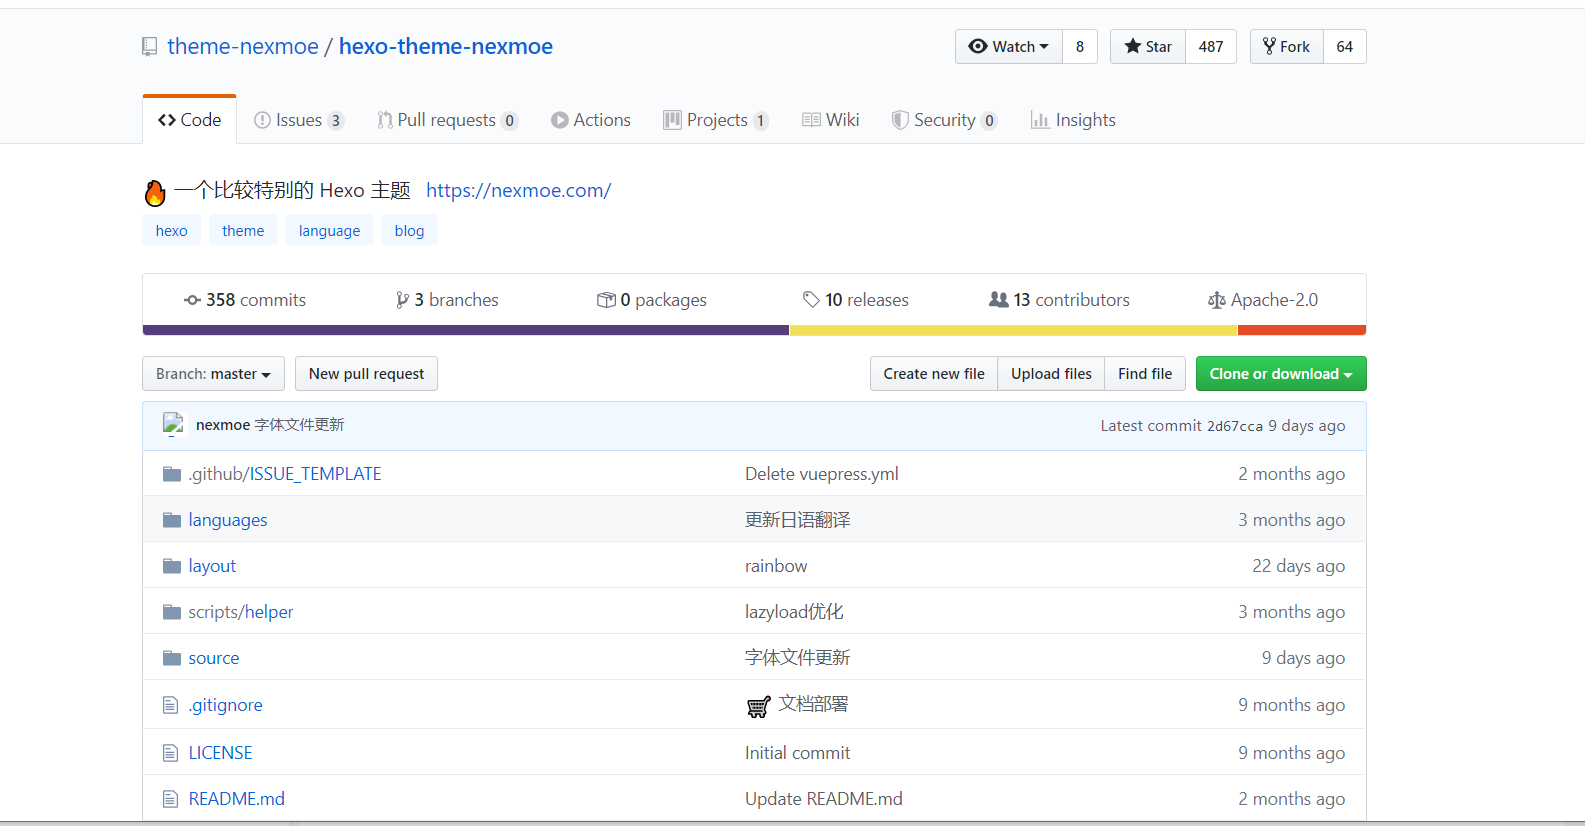 theme-nexmoe / hexo-theme-nexmoe
Watch 8 Star 487 Fork 64
Code Issues 3 Pull requests 0 Actions Projects 1 Wiki Security 0 Insights
一个比较特别的 Hexo 主题 https://nexmoe.com/
hexo theme language blog
358 commits 3 branches 0 packages 10 releases 13 contributors Apache-2.0
Branch: master New pull request Create new file Upload files Find file Clone or download
nexmoe 字体文件更新 Latest commit 2d67cca 9 days ago
.github/ISSUE_TEMPLATE Delete vuepress.yml 2 months ago
languages 更新日语翻译 3 months ago
layout rainbow 22 days ago
scripts/helper lazyload优化 3 months ago
source 字体文件更新 9 days ago
.gitignore 文档部署 9 months ago
LICENSE Initial commit 9 months ago
README.md Update README.md 2 months ago